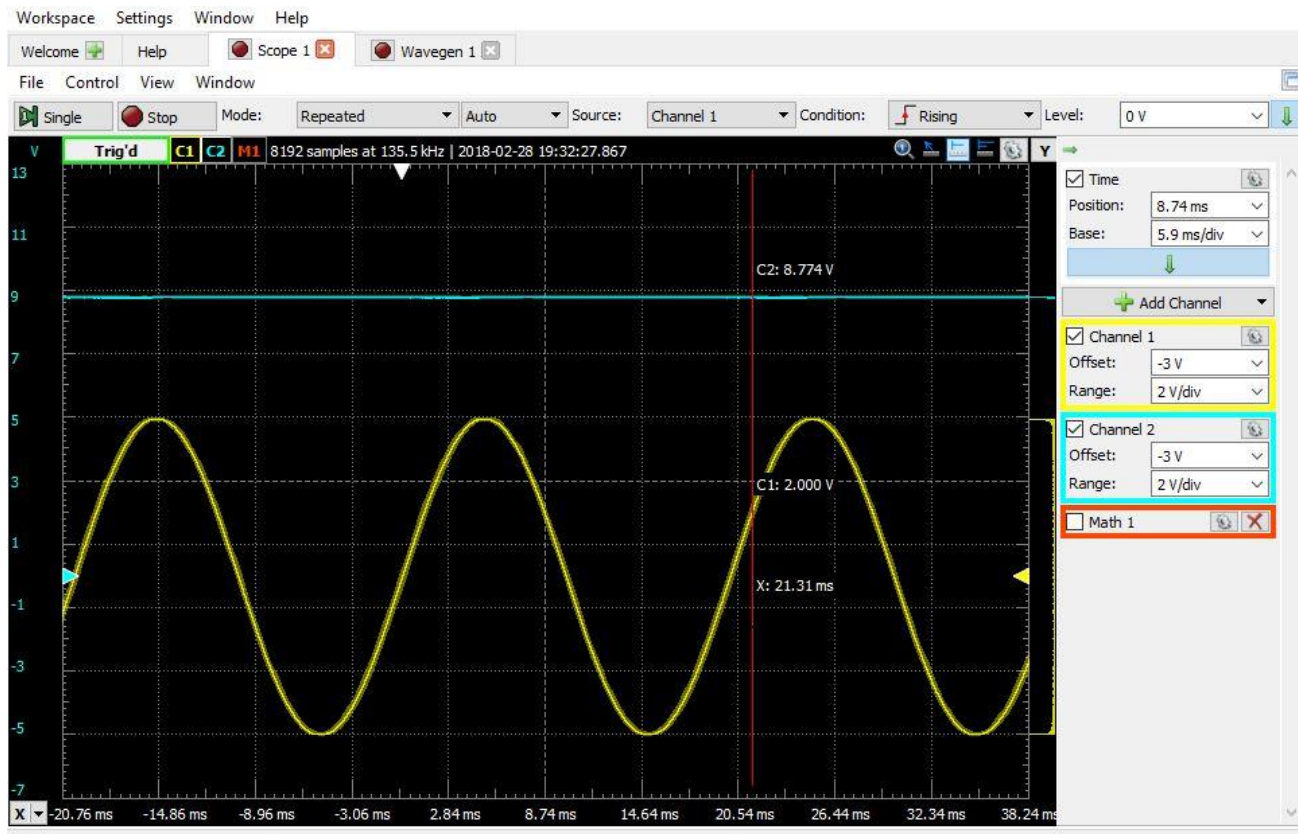 Workspace Settings Window Help
Welcome Help Scope 1 Wavegen 1
File Control View Window
Single Stop Mode: Repeated Auto Source: Channel 1 Condition: Rising Level: 0 V
V Trig'd C1 C2 M1 8192 samples at 135.5 kHz | 2018-02-28 19:32:27.867 Y
13
Time
Position: 8.74 ms
11
Base: 5.9 ms/div
C2: 8.774 V
9
Add Channel
Channel 1
7
Offset: -3 V
Range: 2 V/div
5
Channel 2
Offset: -3 V
3
C1: 2.000 V
Range: 2 V/div
Math 1
1
X: 21.31 ms
-1
-3
-5
-7
X -20.76 ms -14.86 ms -8.96 ms -3.06 ms 2.84 ms 8.74 ms 14.64 ms 20.54 ms 26.44 ms 32.34 ms 38.24 ms